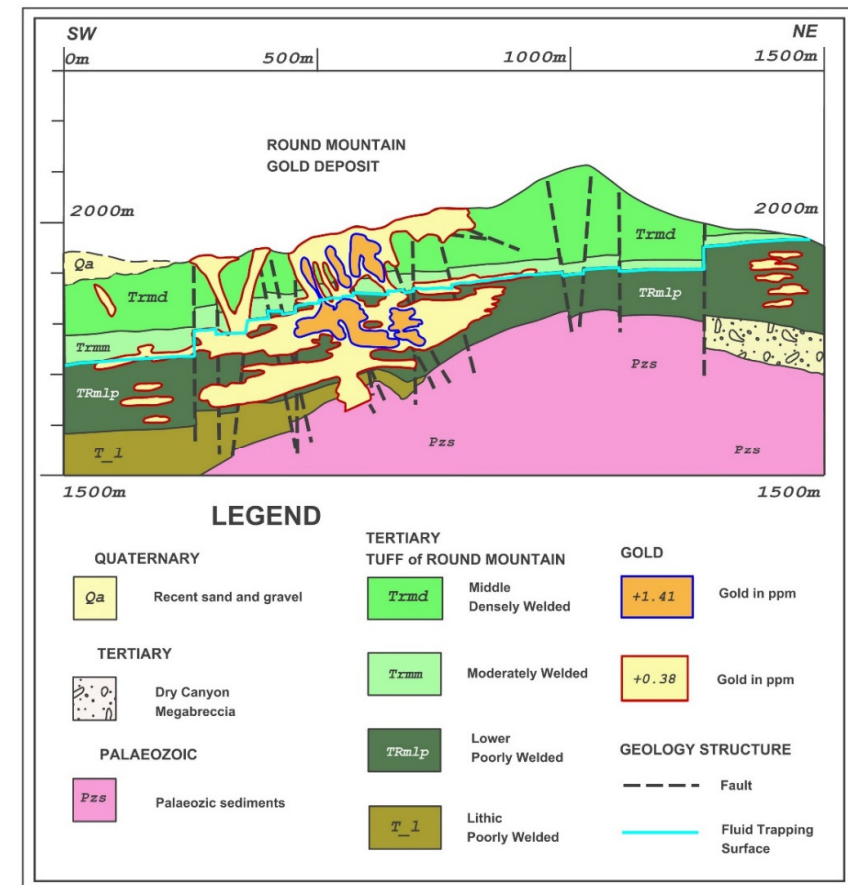 SW
NE
0m
500m
1000m
1500m
ROUND MOUNTAIN
GOLD DEPOSIT
2000m
2000m
Qa
Trmd
Trmd
Trmm
TRmlp
TRmlp
Pzs
T_l
Pzs
Pzs
1500m
1500m
LEGEND
QUATERNARY
Qa
Recent sand and gravel
TERTIARY
Dry Canyon
Megabreccia
PALAEOZOIC
Pzs
Palaeozic sediments
TERTIARY
TUFF of ROUND MOUNTAIN
Trmd
Middle
Densely Welded
Trmm
Moderately Welded
TRmlp
Lower
Poorly Welded
T_l
Lithic
Poorly Welded
GOLD
+1.41
Gold in ppm
+0.38
Gold in ppm
GEOLOGY STRUCTURE
Fault
Fluid Trapping
Surface